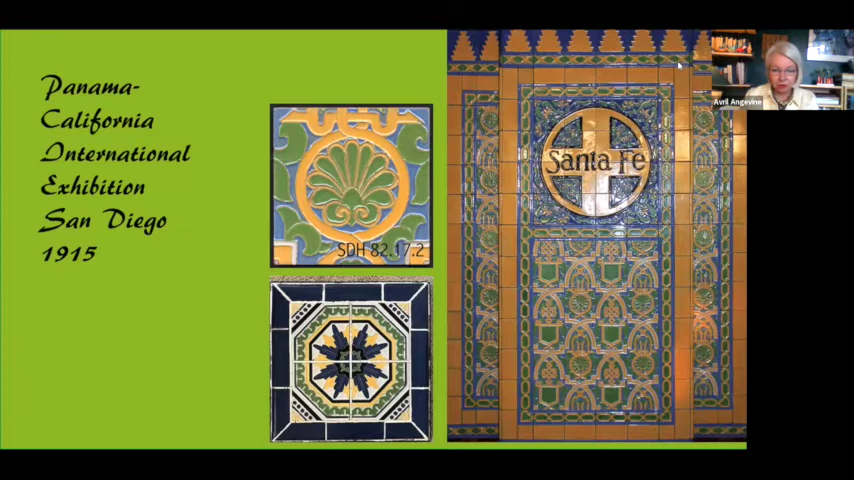 Panama-
California
International
Exhibition
San Diego
1915
SDH 82.17.2
Santa Fe
Avril Angevine